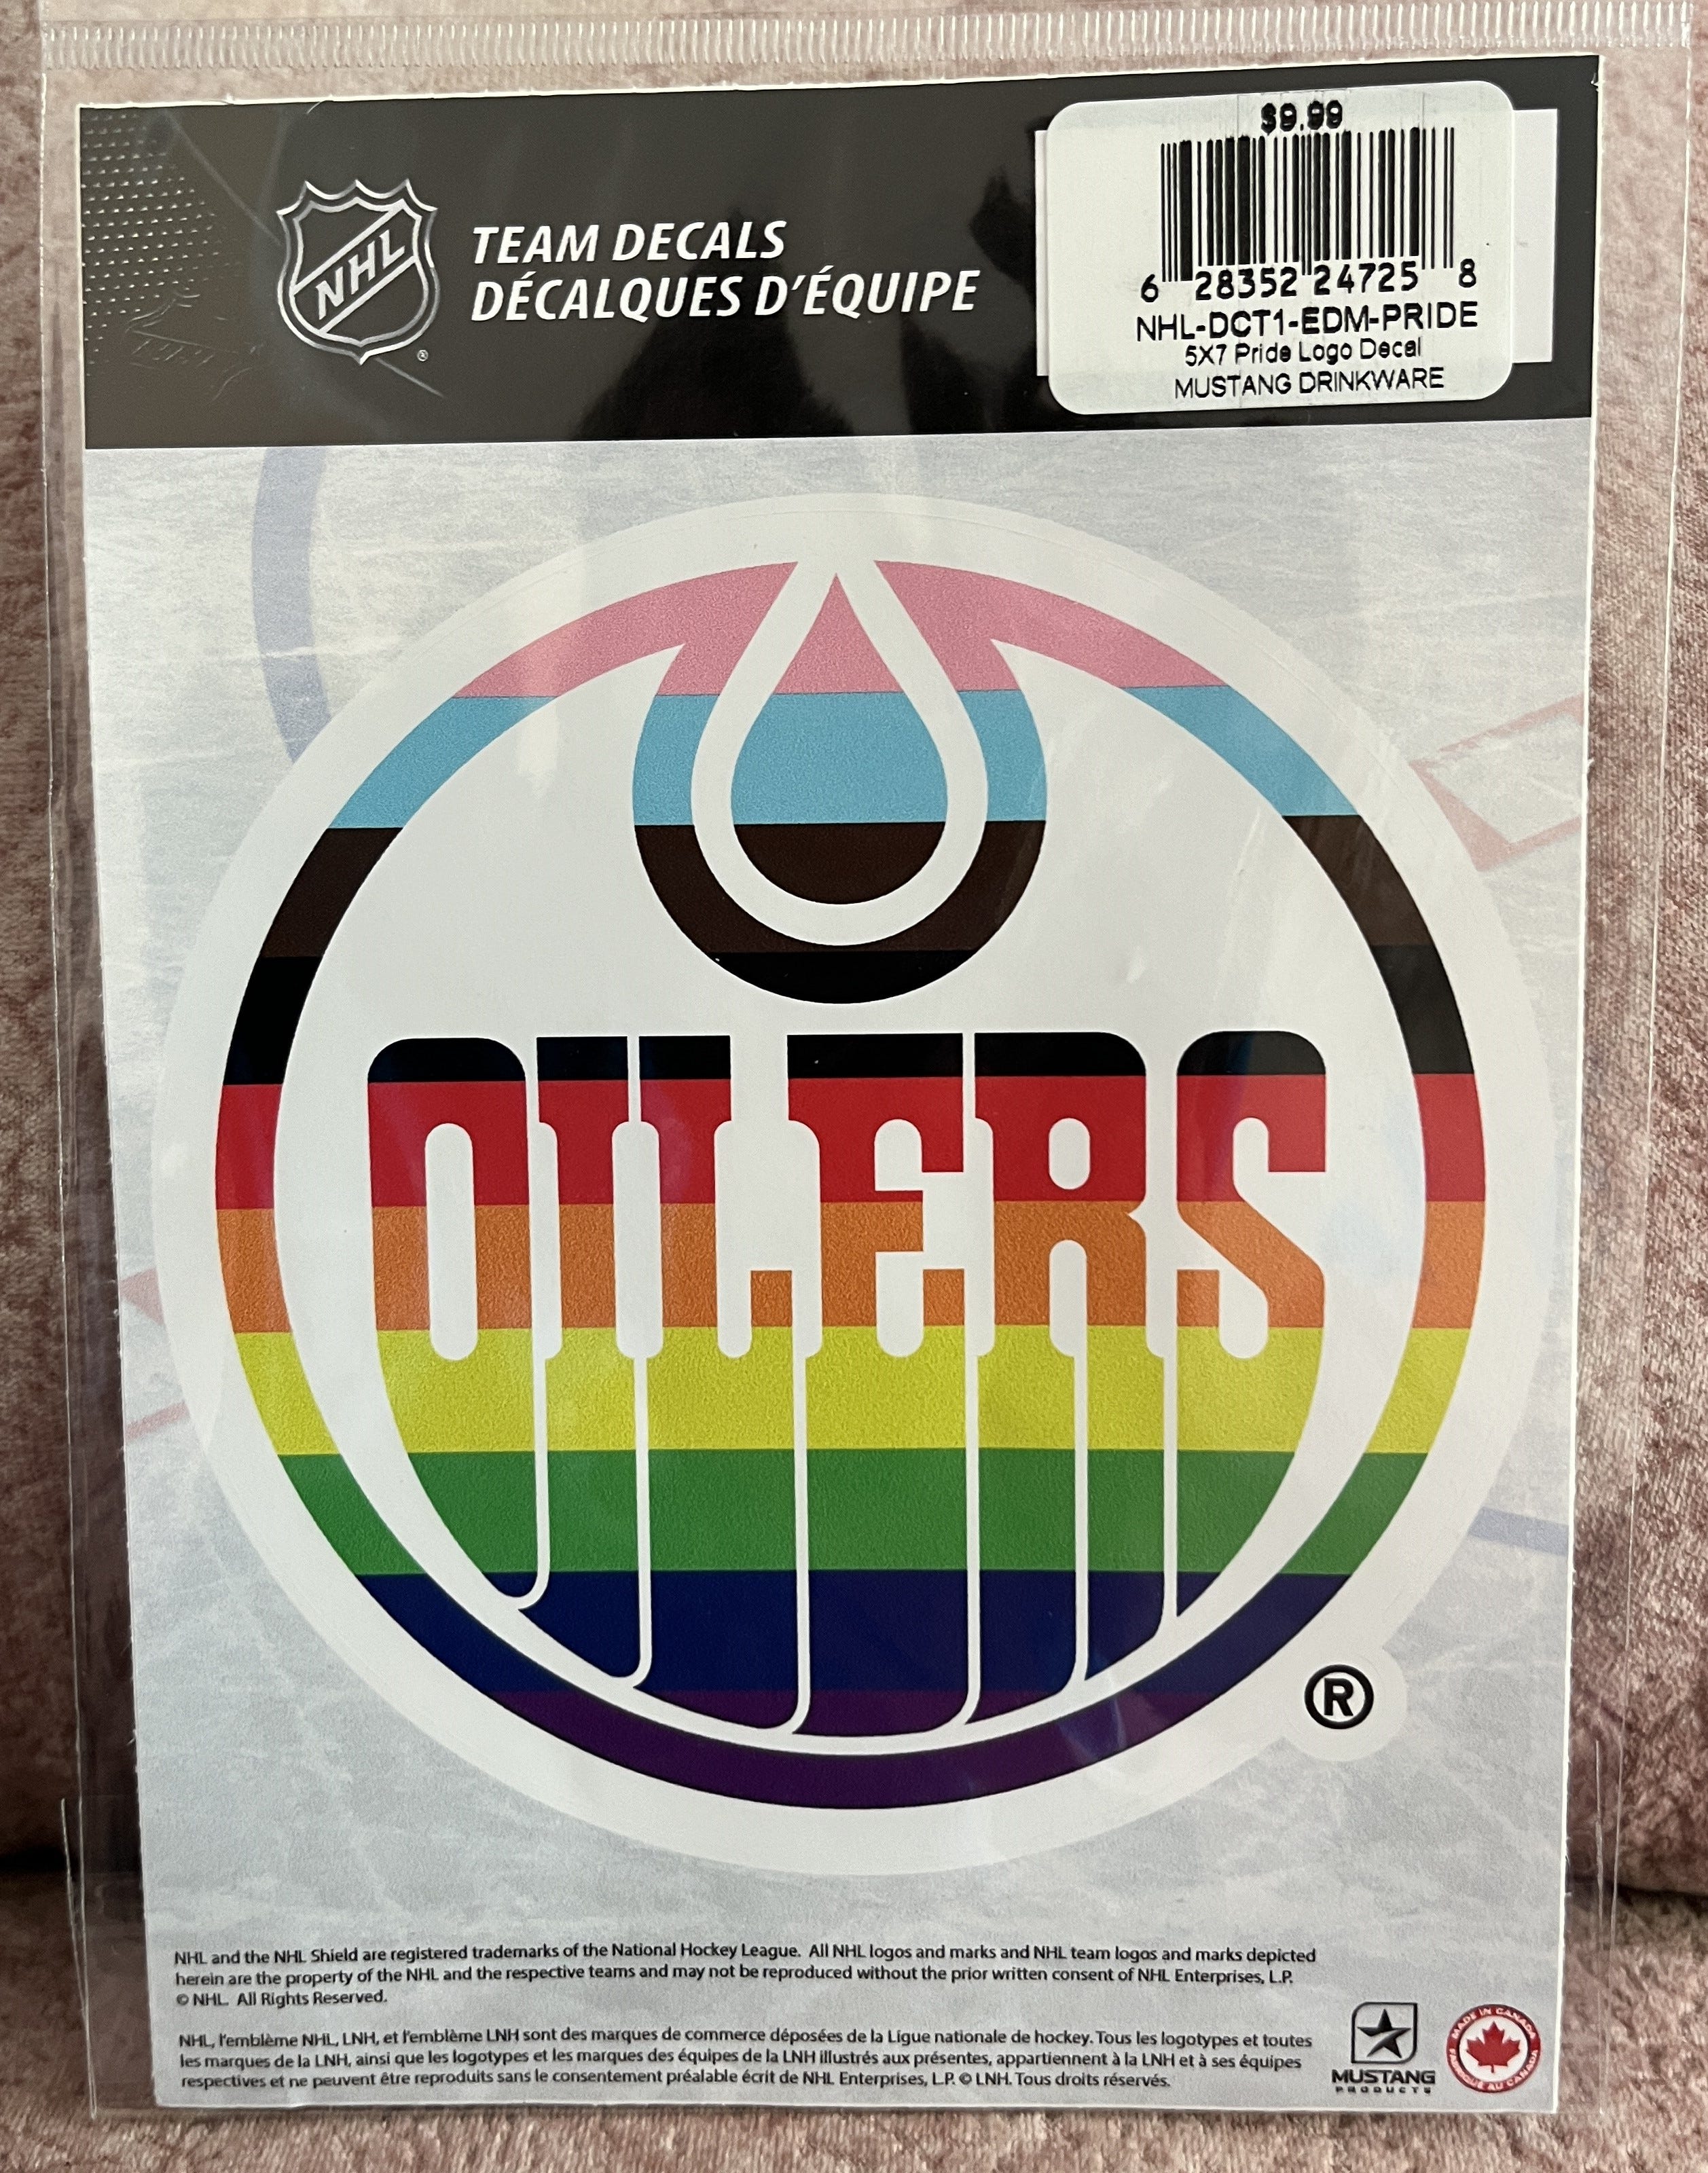 $9.99
6 28352 24725 8
NHL-DCT1-EDM-PRIDE
5X7 Pride Logo Decal
MUSTANG DRINKWARE
NHL
®
TEAM DECALS
DÉCALQUES D'ÉQUIPE
OILERS
®
NHL and the NHL Shield are registered trademarks of the National Hockey League. All NHL logos and marks and NHL team logos and marks depicted
herein are the property of the NHL and the respective teams and may not be reproduced without the prior written consent of NHL Enterprises, L.P.
© NHL. All Rights Reserved.
NHL, l'emblème NHL, LNH, et l'emblème LNH sont des marques de commerce déposées de la Ligue nationale de hockey. Tous les logotypes et toutes
les marques de la LNH, ainsi que les logotypes et les marques des équipes de la LNH illustrés aux présentes, appartiennent à la LNH et à ses équipes
respectives et ne peuvent être reproduits sans le consentement préalable écrit de NHL Enterprises, L.P. © LNH. Tous droits réservés.
MUSTANG
PRODUCTS
MADE IN CANADA
FABRIQUÉ AU CANADA